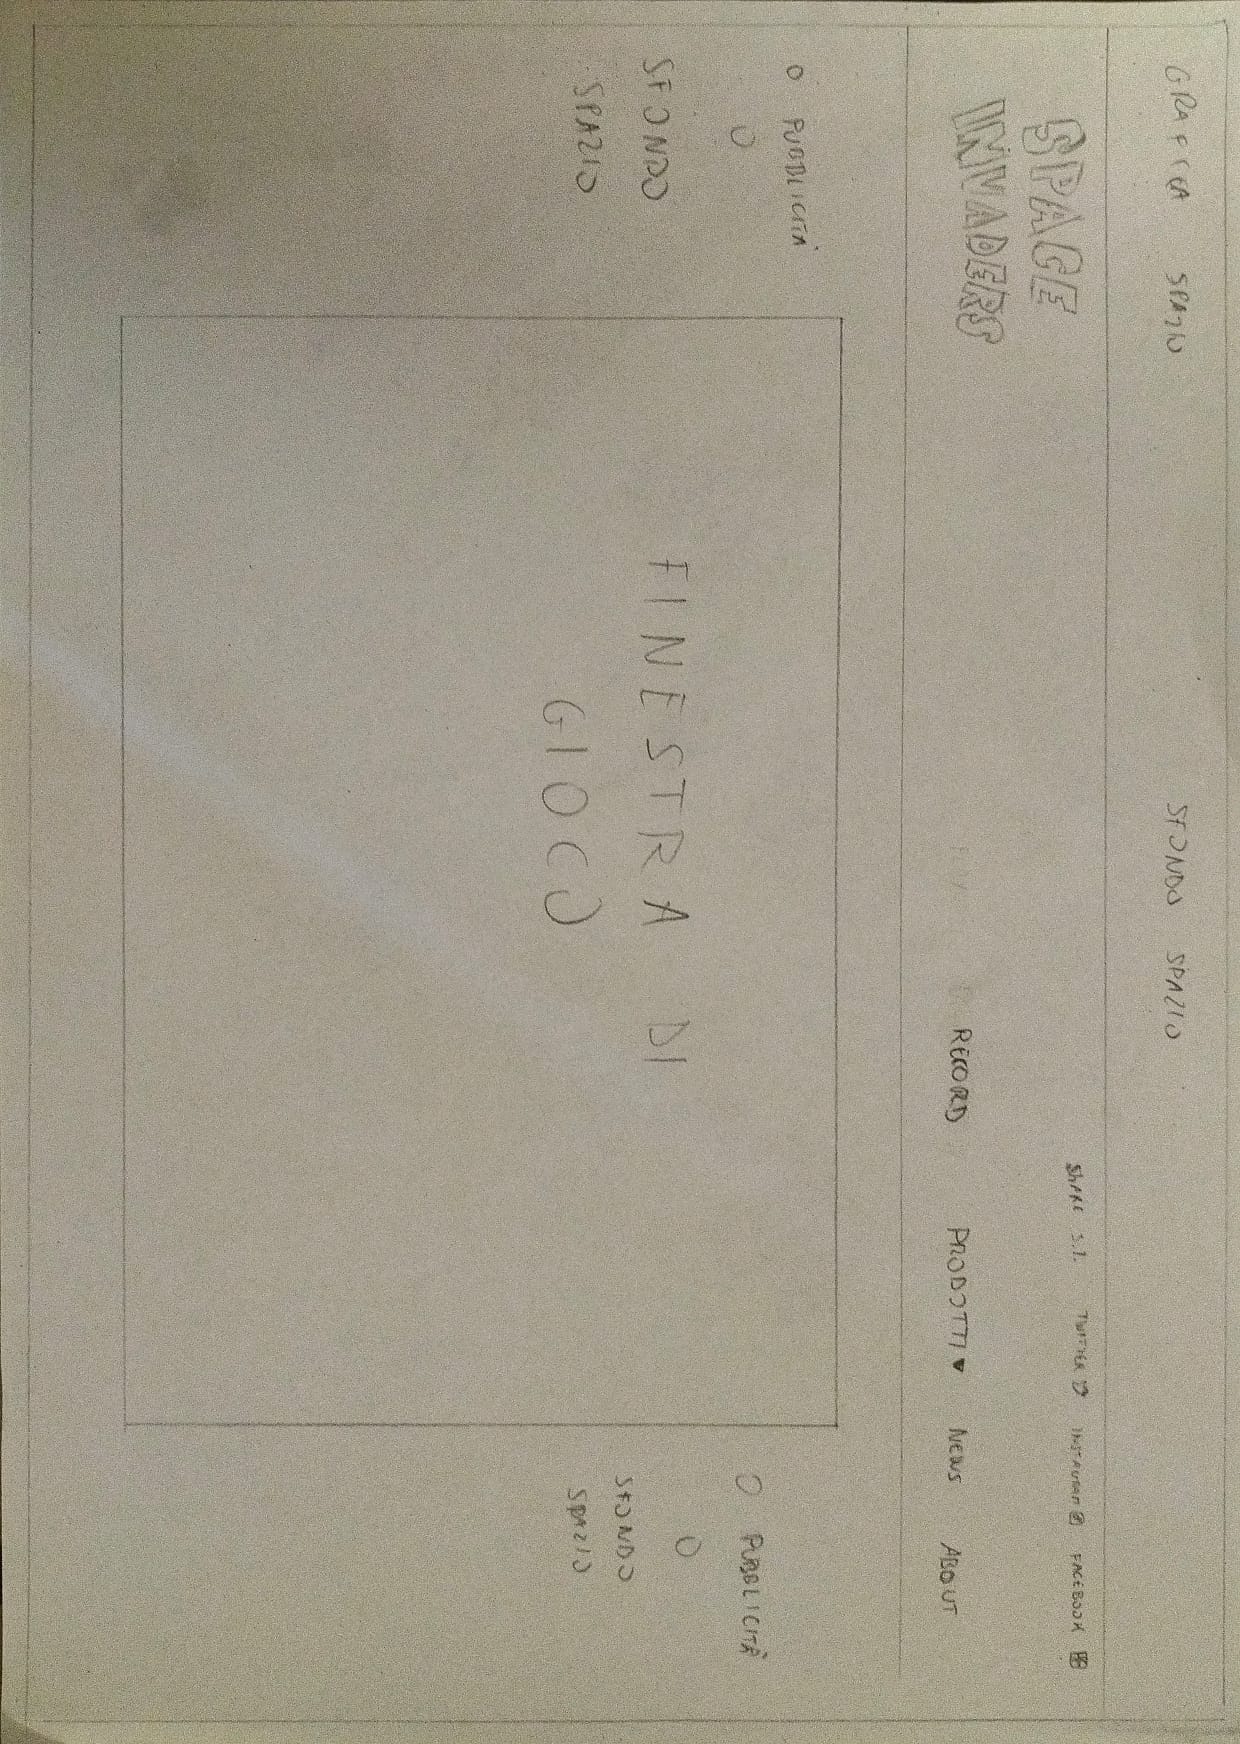 GRAFICA SPAZIO SFONDO SPAZIO
SPACE
INVADERS
SHARE S.I. TWITTER INSTAGRAM FACEBOOK
RECORD PRODOTTI ▼ NEWS ABOUT
O PUBBLICITÀ
O
SFONDO
SPAZIO
FINESTRA DI
GIOCO
O PUBBLICITÀ
O
SFONDO
SPAZIO